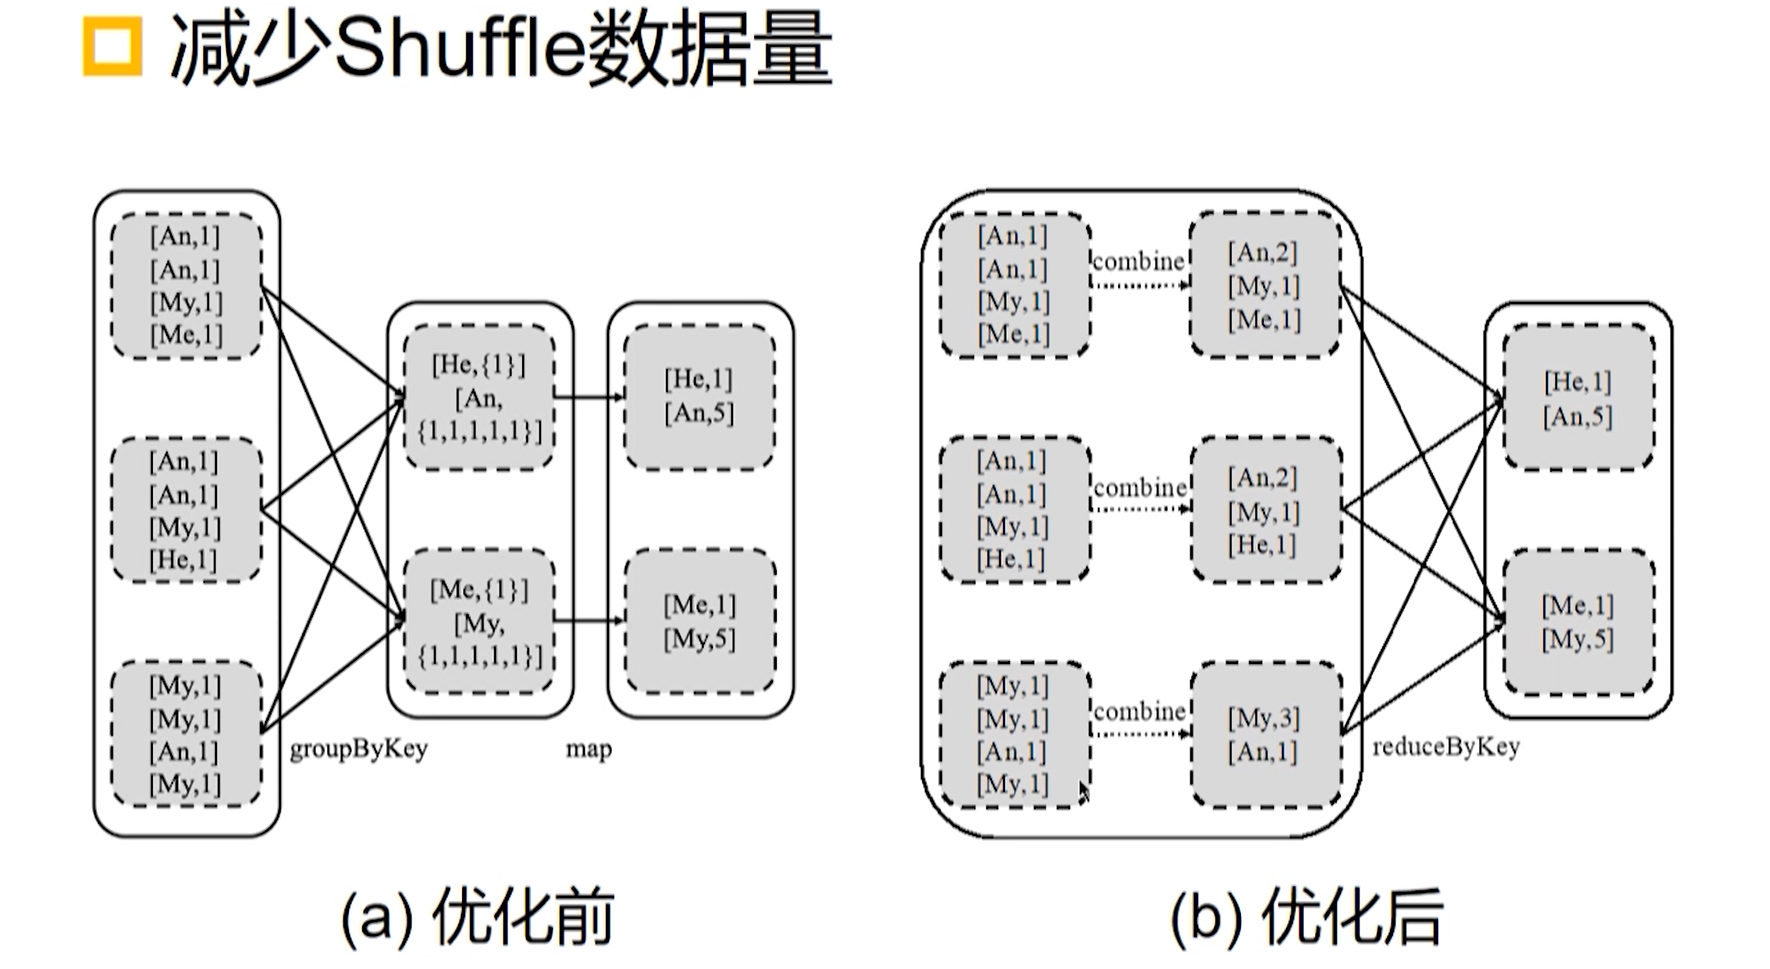 减少Shuffle数据量
[An,1]
[An,1]
[My,1]
[Me,1]
[An,1]
[An,1]
[My,1]
[He,1]
[My,1]
[My,1]
[An,1]
[My,1]
groupByKey
[He,{1}]
[An,
{1,1,1,1,1}]
[Me,{1}]
[My,
{1,1,1,1,1}]
map
[He,1]
[An,5]
[Me,1]
[My,5]
(a) 优化前
[An,1]
[An,1]
[My,1]
[Me,1]
combine
[An,2]
[My,1]
[Me,1]
[An,1]
[An,1]
[My,1]
[He,1]
combine
[An,2]
[My,1]
[He,1]
[My,1]
[My,1]
[An,1]
[My,1]
combine
[My,3]
[An,1]
reduceByKey
[He,1]
[An,5]
[Me,1]
[My,5]
(b) 优化后